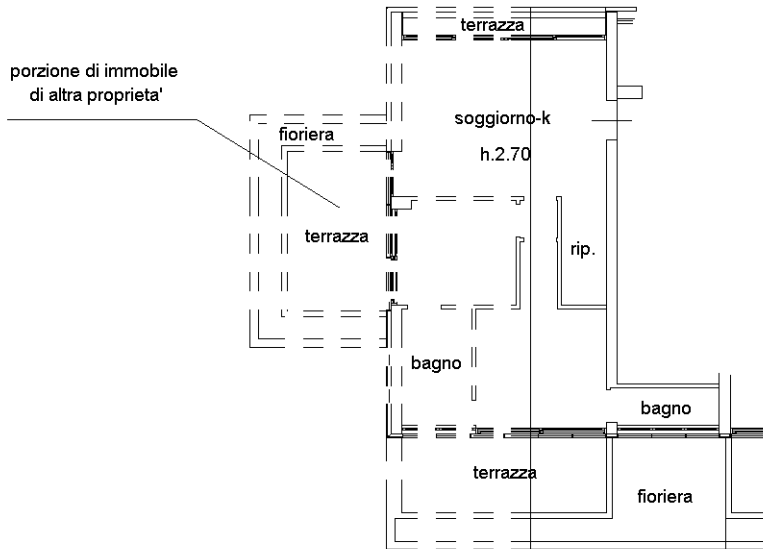 terrazza
porzione di immobile
di altra proprieta'
fioriera
soggiorno-k
h.2.70
terrazza
rip.
bagno
bagno
terrazza
fioriera